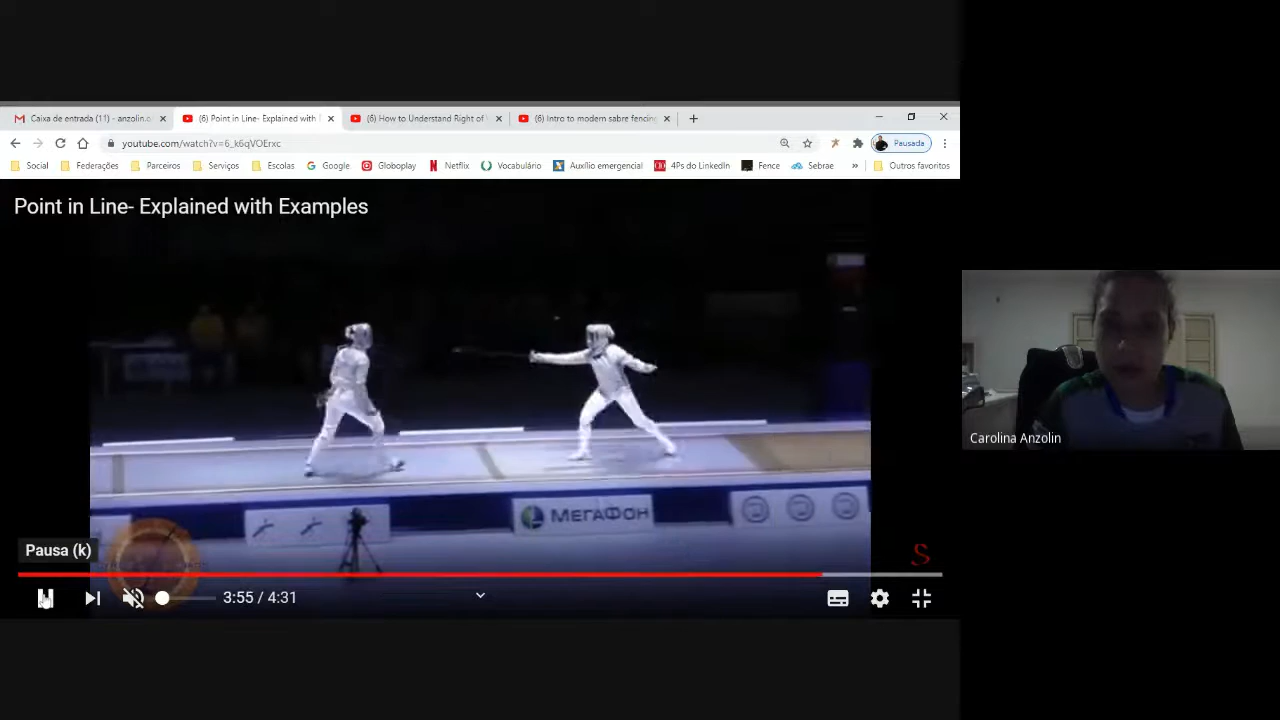 Caixa de entrada (11) - anzolin.c
(6) Point in Line- Explained with
(6) How to Understand Right of
(6) Intro to modern sabre fencing
youtube.com/watch?v=6_k6qVOErxc
Pausada
Social
Federações
Parceiros
Serviços
Escolas
Google
Globoplay
Netflix
Vocabulário
Auxílio emergencial
4Ps do LinkedIn
Fence
Sebrae
»
Outros favoritos
Point in Line- Explained with Examples
МЕГАФОН
Pausa (k)
S
3:55 / 4:31
Carolina Anzolin